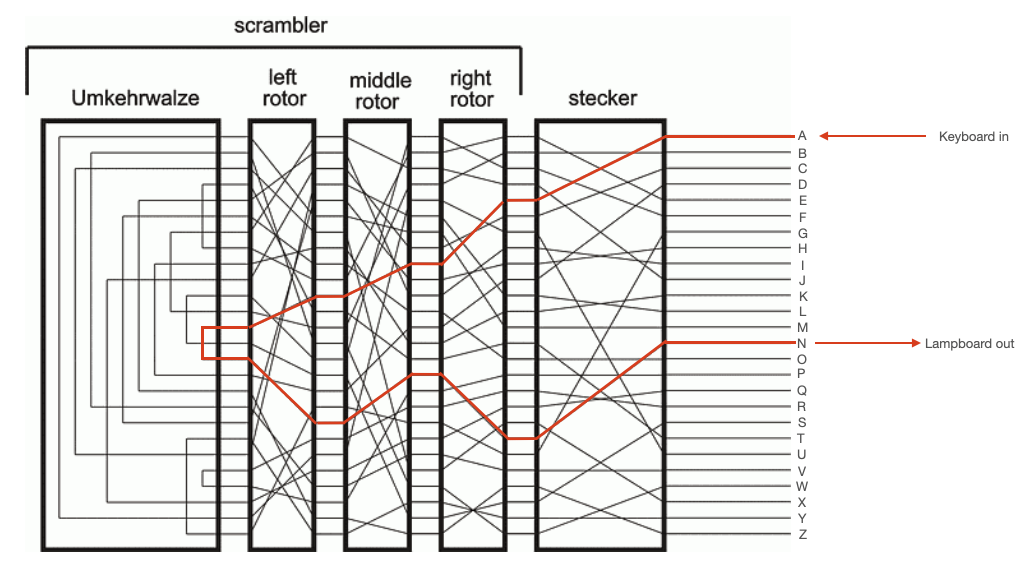 scrambler
Umkehrwalze
left
rotor
middle
rotor
right
rotor
stecker
A
Keyboard in
B
C
D
E
F
G
H
I
J
K
L
M
N
Lampboard out
O
P
Q
R
S
T
U
V
W
X
Y
Z